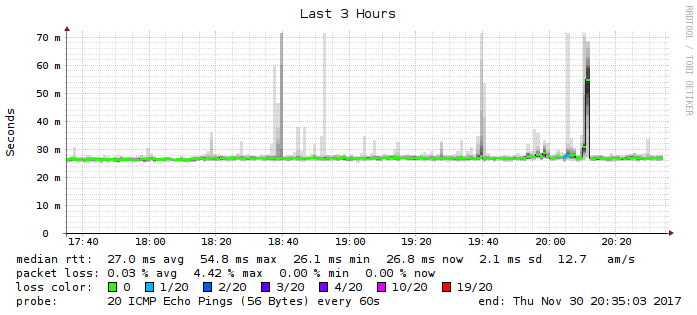 Last 3 Hours
RRDTOOL / TOBI OETIKER
Seconds
70 m
60 m
50 m
40 m
30 m
20 m
10 m
0
17:40 18:00 18:20 18:40 19:00 19:20 19:40 20:00 20:20
median rtt: 27.0 ms avg 54.8 ms max 26.1 ms min 26.8 ms now 2.1 ms sd 12.7 am/s
packet loss: 0.03 % avg 4.42 % max 0.00 % min 0.00 % now
loss color: 0 1/20 2/20 3/20 4/20 10/20 19/20
probe: 20 ICMP Echo Pings (56 Bytes) every 60s end: Thu Nov 30 20:35:03 2017